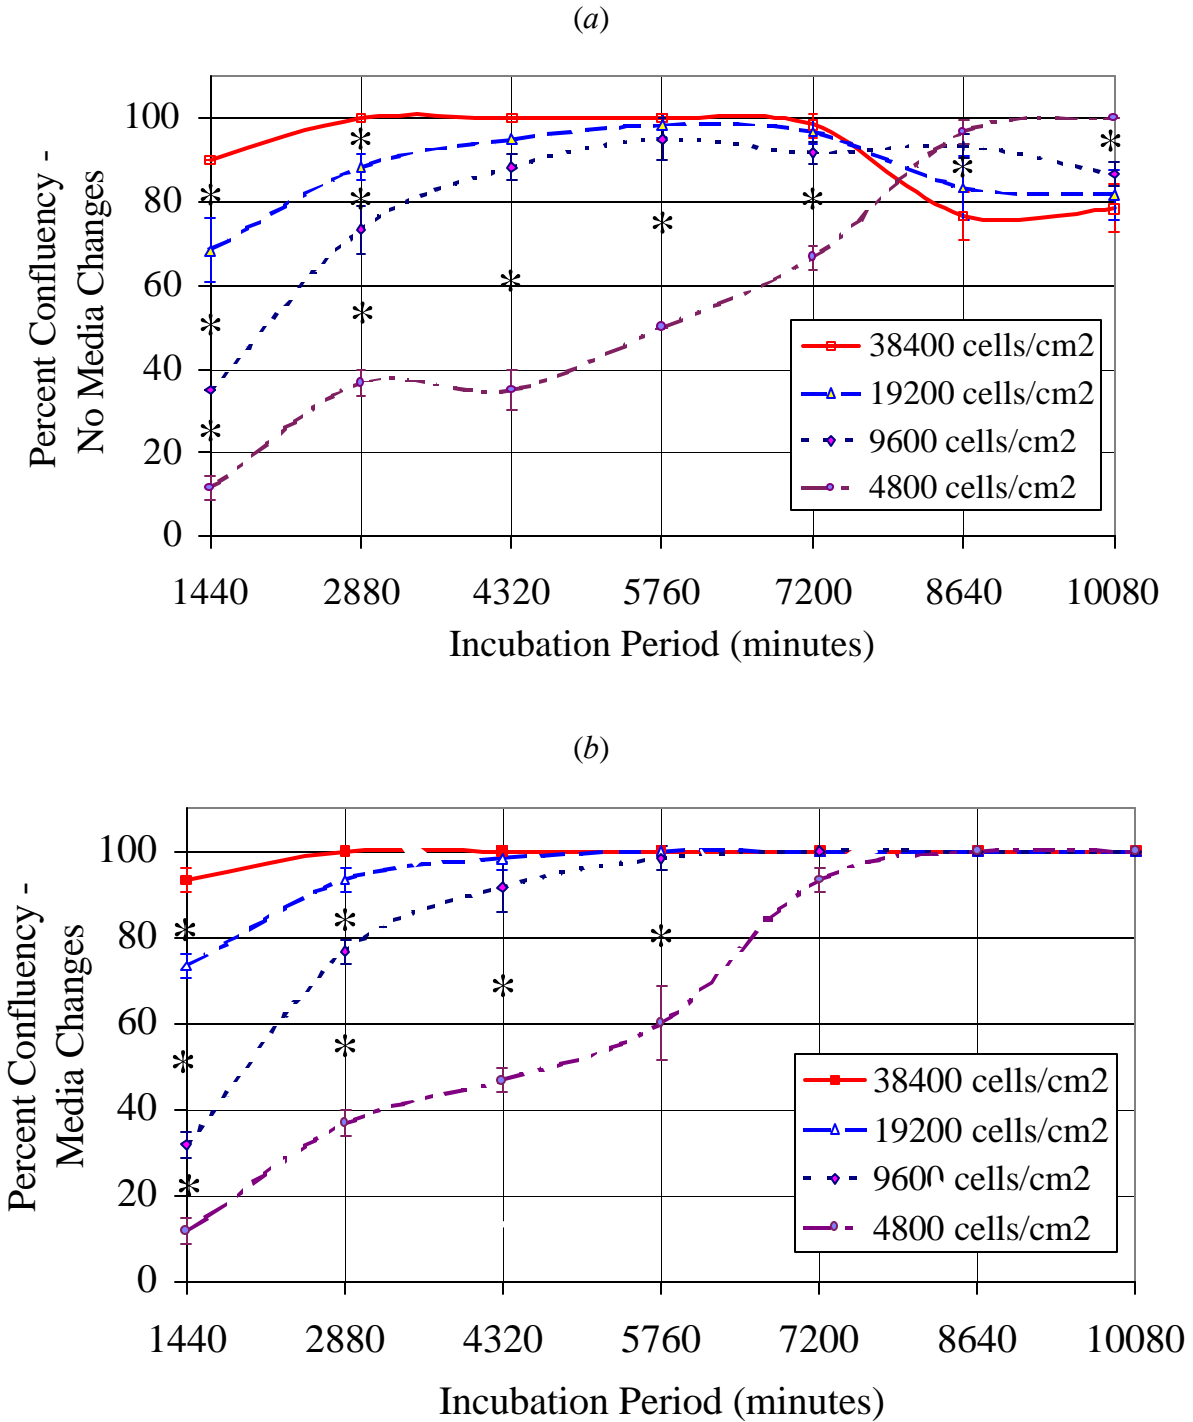 (a)
Percent Confluency -
No Media Changes
100
80
60
40
20
0
38400 cells/cm2
19200 cells/cm2
9600 cells/cm2
4800 cells/cm2
1440 2880 4320 5760 7200 8640 10080
Incubation Period (minutes)
(b)
Percent Confluency -
Media Changes
100
80
60
40
20
0
38400 cells/cm2
19200 cells/cm2
9600 cells/cm2
4800 cells/cm2
1440 2880 4320 5760 7200 8640 10080
Incubation Period (minutes)